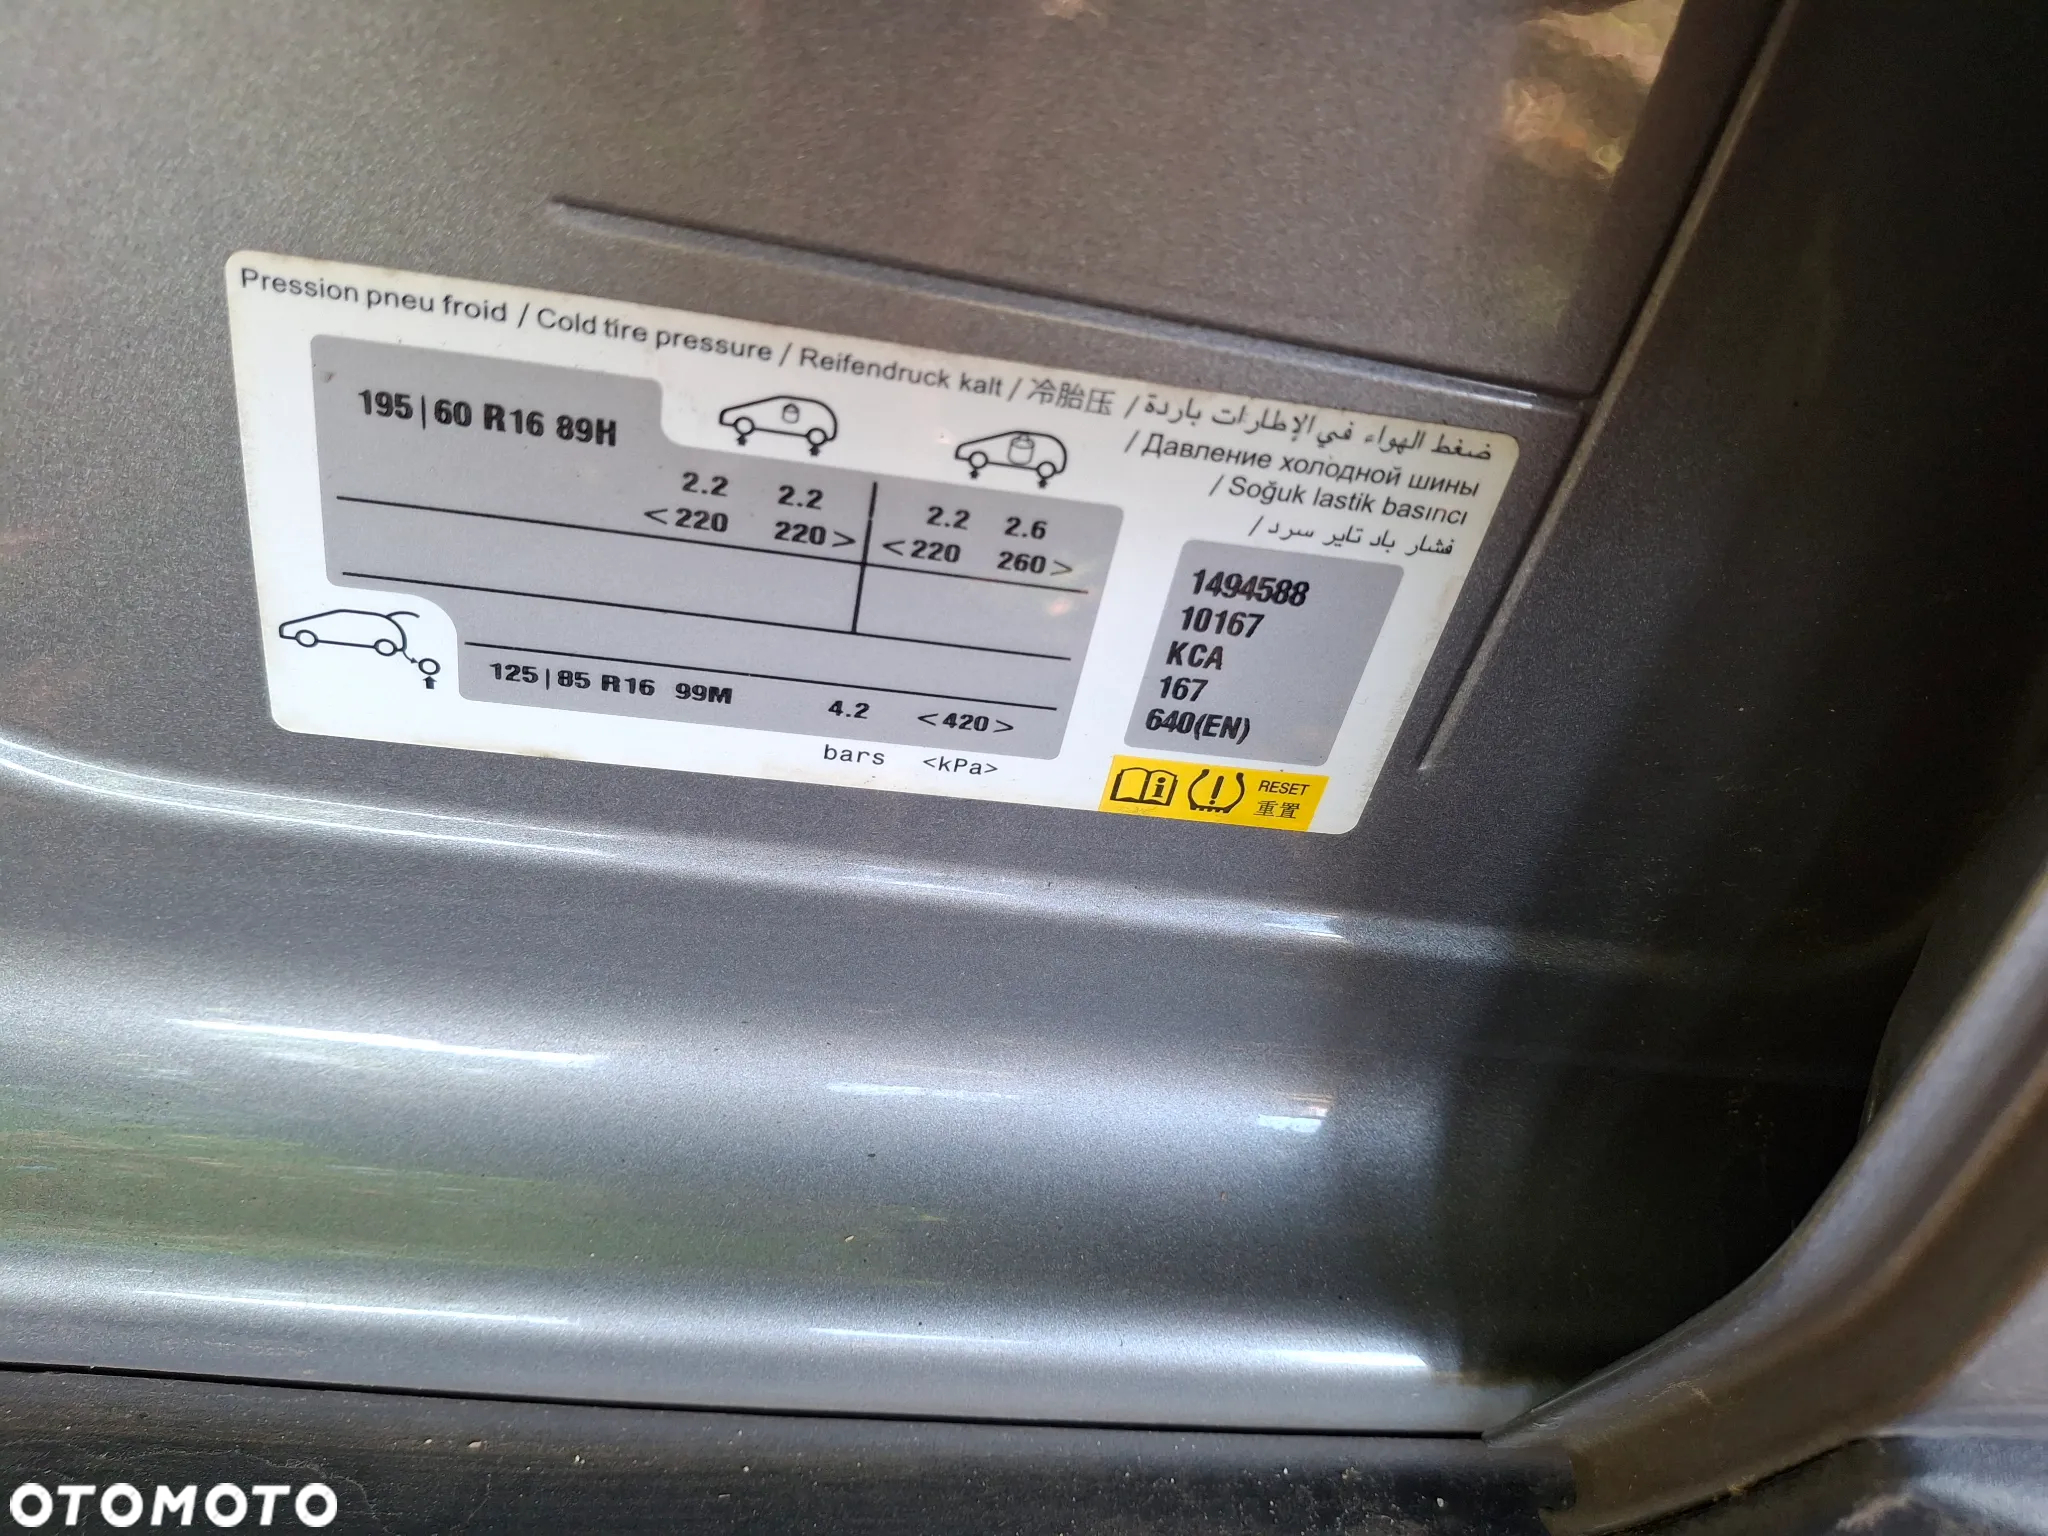 Pression pneu froid / Cold tire pressure / Reifendruck kalt / 冷胎压 / ضغط الهواء في الإطارات باردة
/ Давление холодной шины
/ Soğuk lastik basıncı
/ فشار باد تایر سرد
195|60 R16 89H
2.2 2.2 2.2 2.6
<220 220> <220 260>
125|85 R16 99M 4.2 <420>
bars <kPa>
1494588
10167
KCA
167
640(EN)
RESET
重置
OTOMOTO